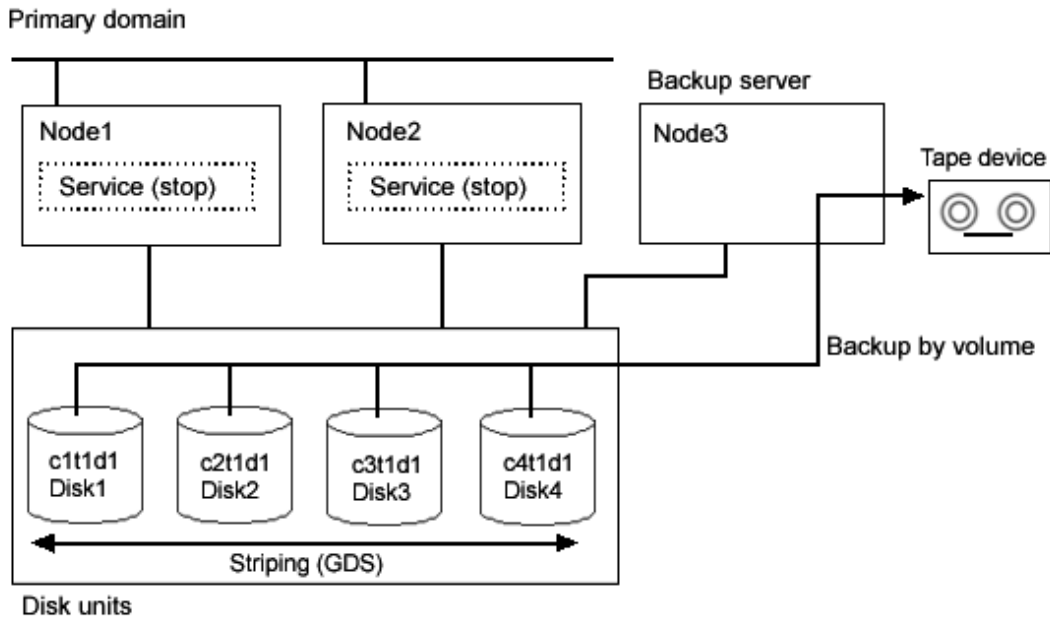 Primary domain
Backup server
Node1
Node2
Node3
Tape device
Service (stop)
Service (stop)
Backup by volume
c1t1d1
Disk1
c2t1d1
Disk2
c3t1d1
Disk3
c4t1d1
Disk4
Striping (GDS)
Disk units